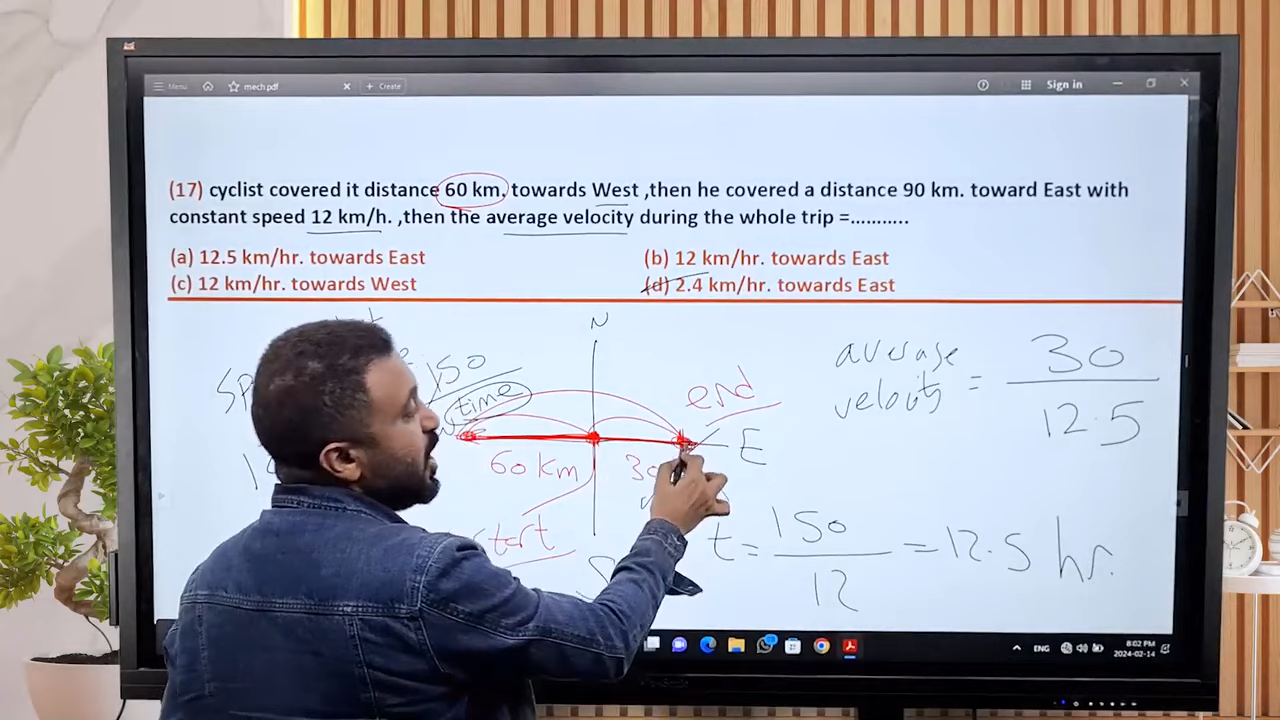 Menu mech.pdf Create Sign in
(17) cyclist covered it distance 60 km, towards West ,then he covered a distance 90 km. toward East with
constant speed 12 km/h. ,then the average velocity during the whole trip =...........
(a) 12.5 km/hr. towards East (b) 12 km/hr. towards East
(c) 12 km/hr. towards West (d) 2.4 km/hr. towards East
N
150
time
end
E
60 km
start
average
velocity = 30
12.5
t = 150
12
= 12.5 hr.
ENG
8:02 PM
2024-02-14